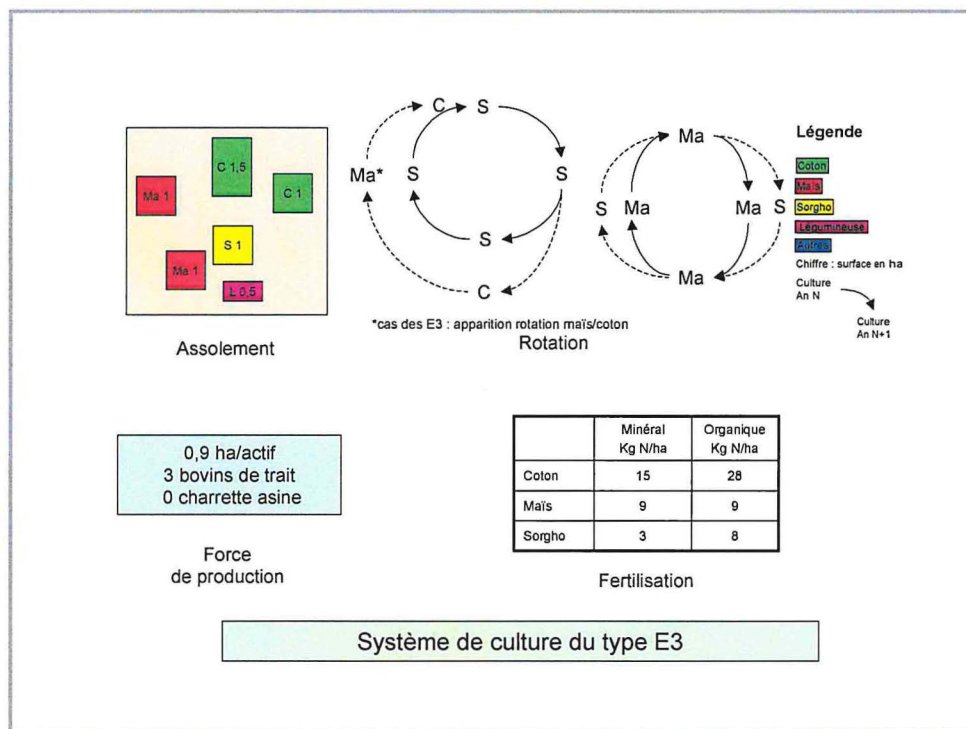 C 1,5
Ma 1
C 1
S 1
Ma 1
L 0,5
Assolement
C S
Ma* S S
S
C
*cas des E3 : apparition rotation maïs/coton
Rotation
Ma
S Ma Ma S
Ma
Légende
Coton
Maïs
Sorgho
Légumineuse
Autres
Chiffre : surface en ha
Culture
An N
Culture
An N+1
0,9 ha/actif
3 bovins de trait
0 charrette asine
Force
de production
Minéral Organique
Kg N/ha Kg N/ha
Coton 15 28
Maïs 9 9
Sorgho 3 8
Fertilisation
Système de culture du type E3